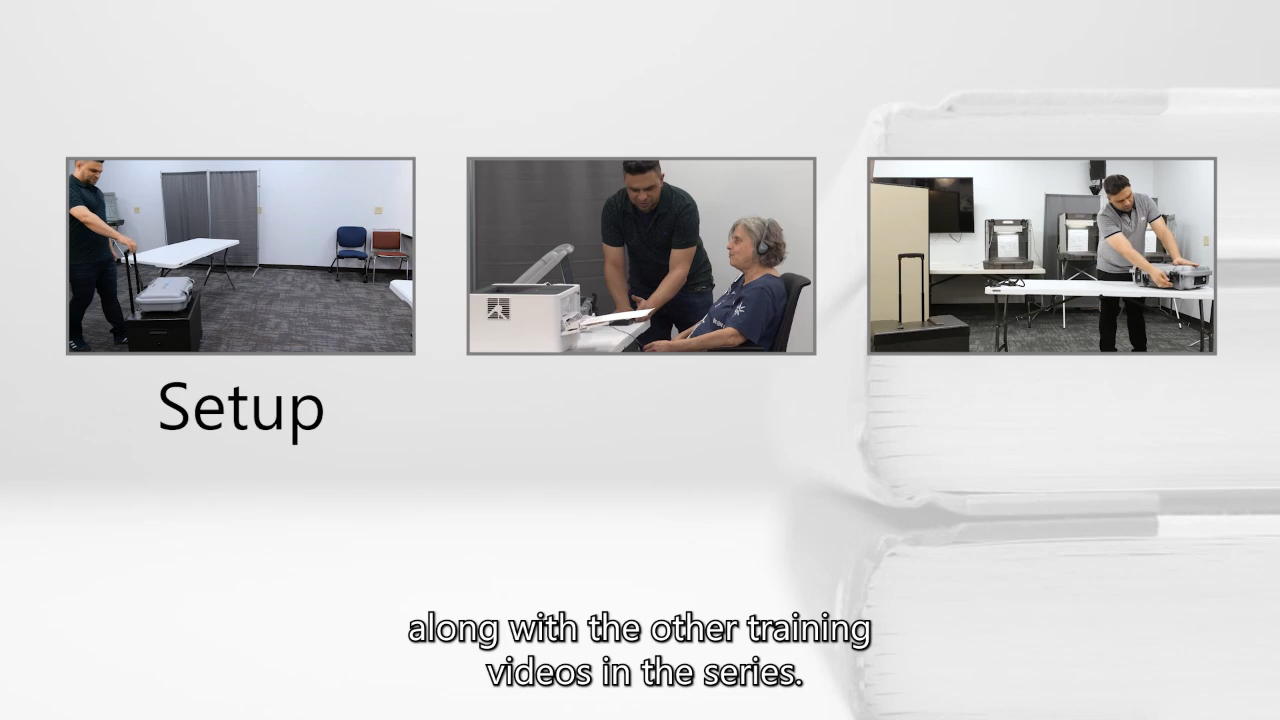 Setup
along with the other training
videos in the series.